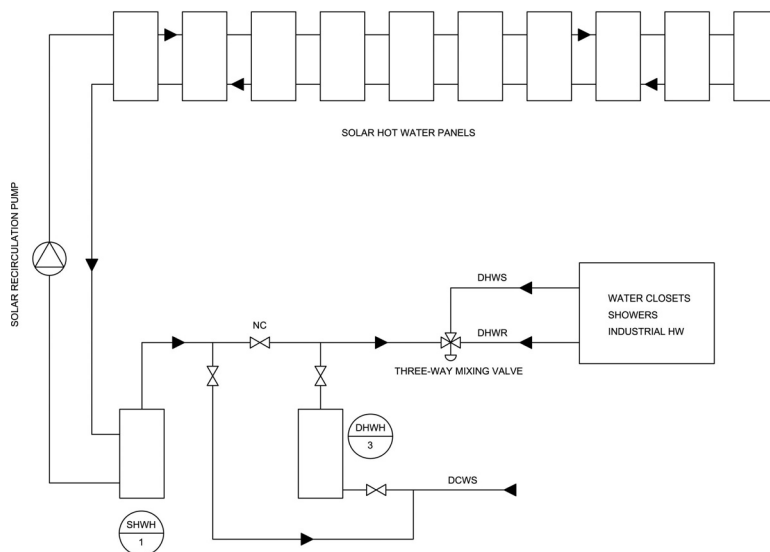 SOLAR HOT WATER PANELS
SOLAR RECIRCULATION PUMP
DHWS
WATER CLOSETS
SHOWERS
INDUSTRIAL HW
NC
DHWR
THREE-WAY MIXING VALVE
DHWH
3
DCWS
SHWH
1